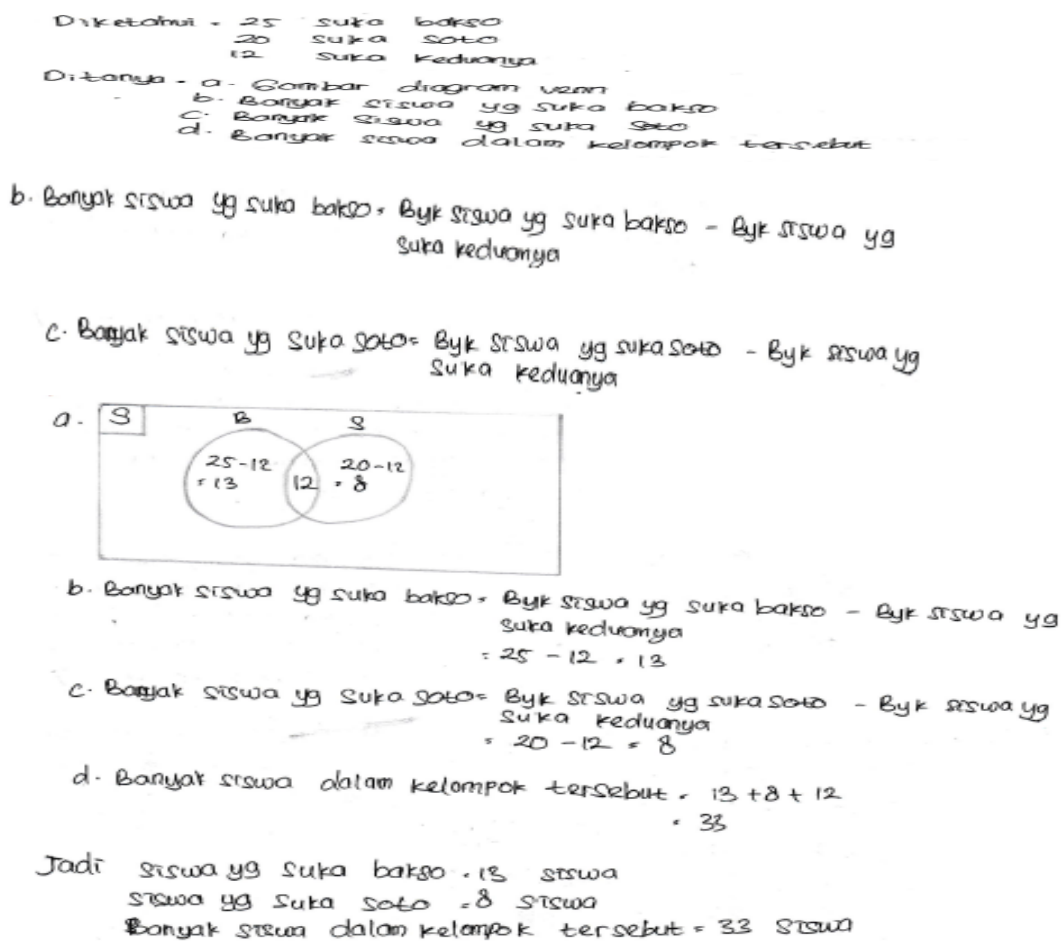 Diketahui = 25 suka bakso
20 suka soto
12 suka keduanya
Ditanya = a. Gambar diagram venn
b. Banyak siswa yg suka bakso
c. Banyak siswa yg suka soto
d. Banyak siswa dalam kelompok tersebut
b. Banyak siswa yg suka bakso = Byk siswa yg suka bakso - Byk siswa yg
suka keduanya
c. Banyak siswa yg suka soto = Byk siswa yg suka soto - Byk siswa yg
suka keduanya
a. S B S
25-12 20-12
= 13 12 = 8
b. Banyak siswa yg suka bakso = Byk siswa yg suka bakso - Byk siswa yg
suka keduanya
= 25 - 12 = 13
c. Banyak siswa yg suka soto = Byk siswa yg suka soto - Byk siswa yg
suka keduanya
= 20 - 12 = 8
d. Banyak siswa dalam kelompok tersebut = 13 + 8 + 12
= 33
Jadi siswa yg suka bakso = 13 siswa
siswa yg suka soto = 8 siswa
Banyak siswa dalam kelompok tersebut = 33 siswa